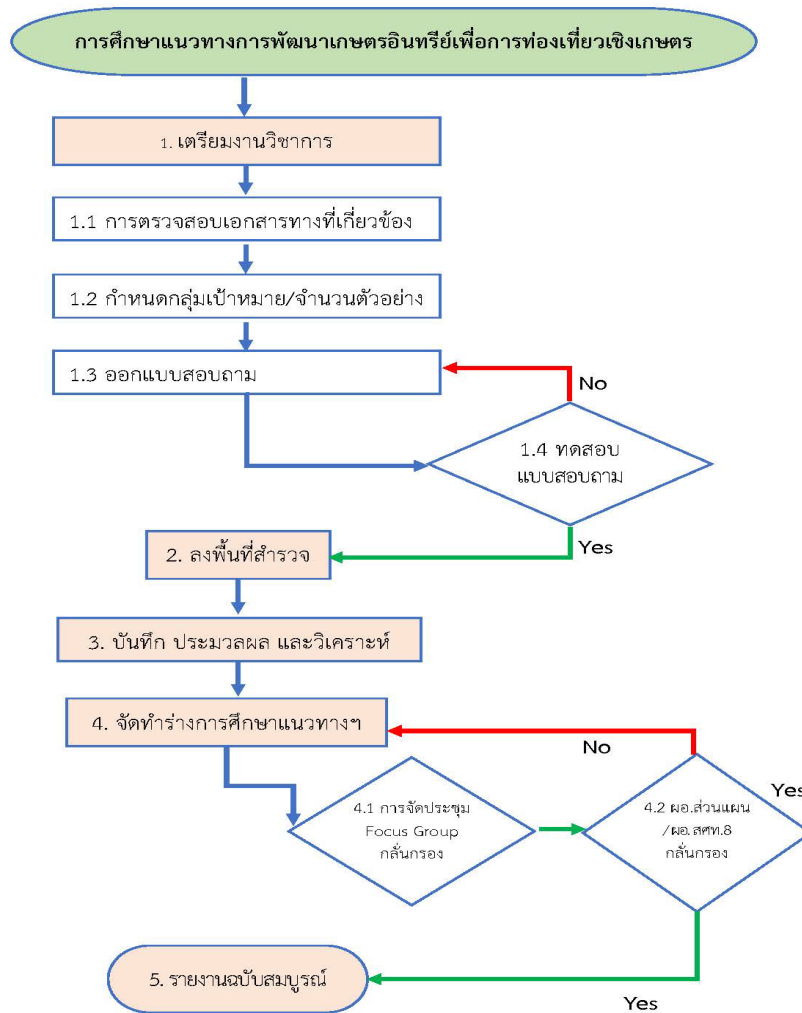 การศึกษาแนวทางการพัฒนาเกษตรอินทรีย์เพื่อการท่องเที่ยวเชิงเกษตร
1. เตรียมงานวิชาการ
1.1 การตรวจสอบเอกสารทางที่เกี่ยวข้อง
1.2 กำหนดกลุ่มเป้าหมาย/จำนวนตัวอย่าง
1.3 ออกแบบสอบถาม
No
1.4 ทดสอบ
แบบสอบถาม
Yes
2. ลงพื้นที่สำรวจ
3. บันทึก ประมวลผล และวิเคราะห์
4. จัดทำร่างการศึกษาแนวทางฯ
No
4.1 การจัดประชุม
Focus Group
กลั่นกรอง
4.2 ผอ.ส่วนแผน
/ผอ.สศท.8
กลั่นกรอง
Yes
5. รายงานฉบับสมบูรณ์
Yes